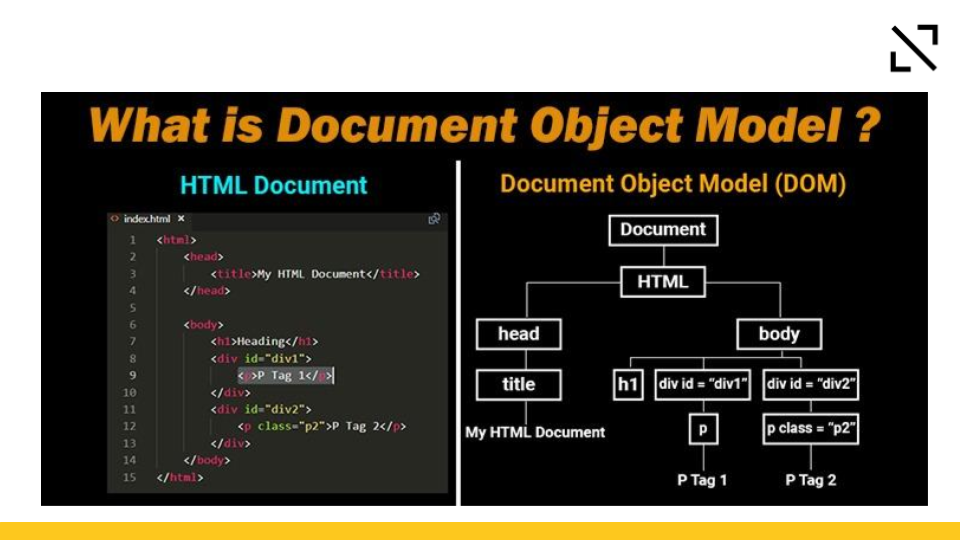 What is Document Object Model ?
HTML Document
index.html ×
1 <html>
2 <head>
3 <title>My HTML Document</title>
4 </head>
5
6 <body>
7 <h1>Heading</h1>
8 <div id="div1">
9 <p>P Tag 1</p>
10 </div>
11 <div id="div2">
12 <p class="p2">P Tag 2</p>
13 </div>
14 </body>
15 </html>
Document Object Model (DOM)
Document
HTML
head body
title h1 div id = “div1” div id = “div2”
My HTML Document p p class = “p2”
P Tag 1 P Tag 2